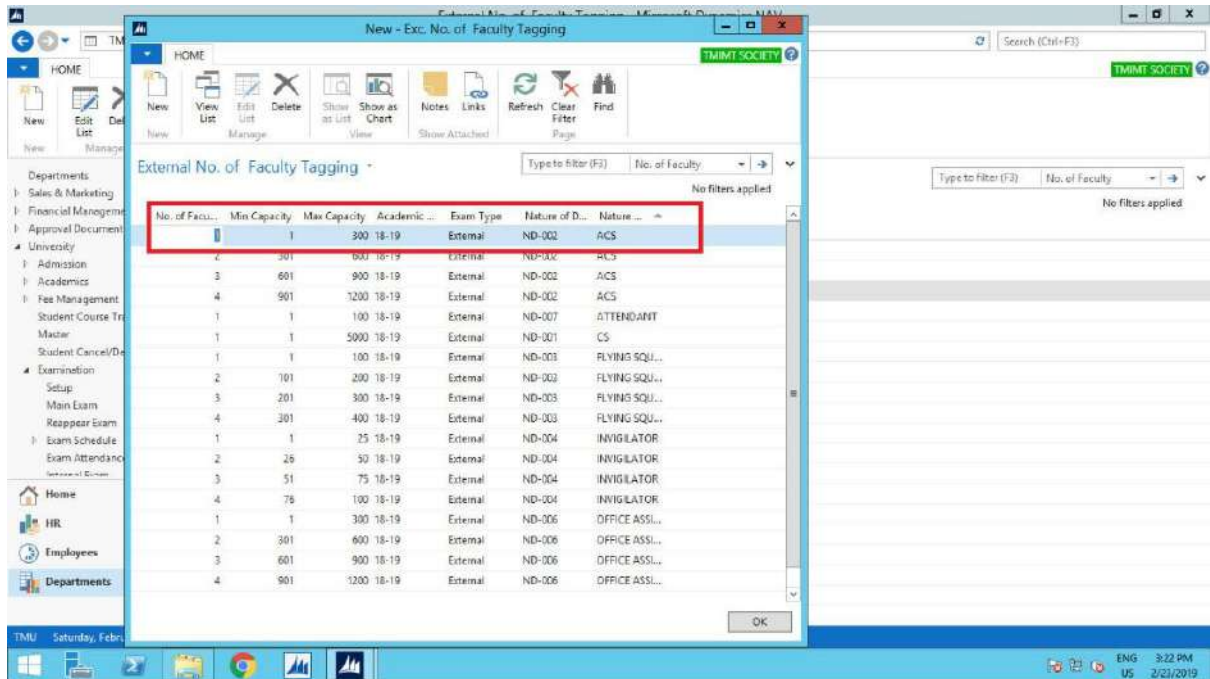 External No. of Faculty Tagging - Microsoft Dynamics NAV
New - Exc. No. of Faculty Tagging
TM
Search (Ctrl+F3)
HOME
TMIMT SOCIETY
HOME
TMIMT SOCIETY
New
View List
Edit List
Delete
Show as List
Show as Chart
Notes
Links
Refresh
Clear Filter
Find
New
Manage
View
Show Attached
Page
New
Edit List
Del
New
Manage
External No. of Faculty Tagging
Type to filter (F3)
No. of Faculty
No filters applied
Type to filter (F3)
No. of Faculty
No filters applied
Departments
Sales & Marketing
Financial Manageme
Approval Document
University
Admission
Academics
Fee Management
Student Course Tr
Master
Student Cancel/De
Examination
Setup
Main Exam
Reappear Exam
Exam Schedule
Exam Attendanc
Internal Exam
Home
HR
Employees
Departments
No. of Facu... Min Capacity Max Capacity Academic ... Exam Type Nature of D... Nature ...
1 1 300 18-19 External ND-002 ACS
2 301 600 18-19 External ND-002 ACS
3 601 900 18-19 External ND-002 ACS
4 901 1200 18-19 External ND-002 ACS
1 1 100 18-19 External ND-007 ATTENDANT
1 1 5000 18-19 External ND-001 CS
1 1 100 18-19 External ND-003 FLYING SQU...
2 101 200 18-19 External ND-003 FLYING SQU...
3 201 300 18-19 External ND-003 FLYING SQU...
4 301 400 18-19 External ND-003 FLYING SQU...
1 1 25 18-19 External ND-004 INVIGILATOR
2 26 50 18-19 External ND-004 INVIGILATOR
3 51 75 18-19 External ND-004 INVIGILATOR
4 76 100 18-19 External ND-004 INVIGILATOR
1 1 300 18-19 External ND-006 OFFICE ASSI...
2 301 600 18-19 External ND-006 OFFICE ASSI...
3 601 900 18-19 External ND-006 OFFICE ASSI...
4 901 1200 18-19 External ND-006 OFFICE ASSI...
OK
TMU Saturday, Febru
ENG 3:22 PM
US 2/23/2019